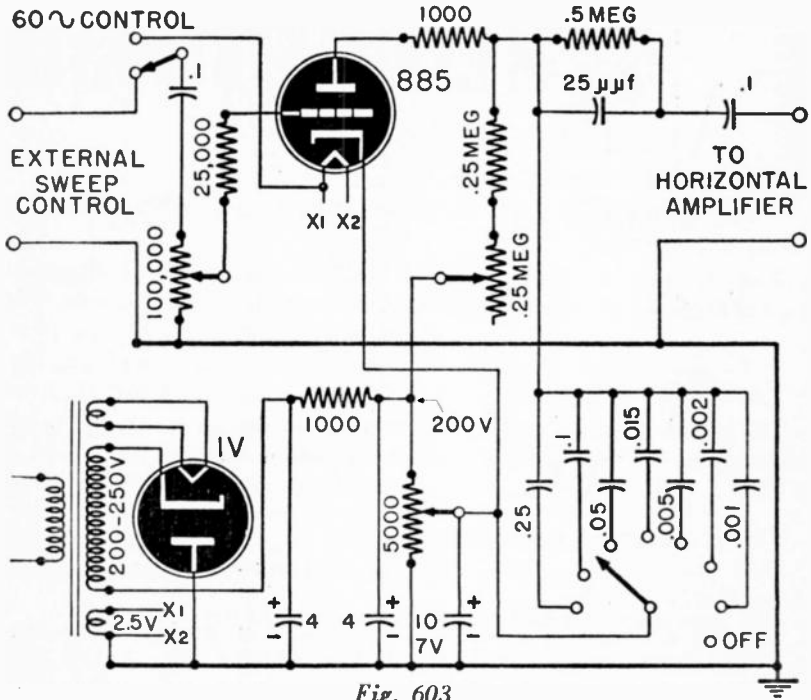 60∿ CONTROL
1000
.5 MEG
.1
885
25 μμf
.1
EXTERNAL
SWEEP
CONTROL
25,000
.25 MEG
TO
HORIZONTAL
AMPLIFIER
X1 X2
100,000
.25 MEG
1V
1000
200V
.1
.015
.002
200-250V
5000
.25
.05
.005
.001
X1
2.5V
X2
+
-
4
4
+
-
10
7V
+
-
OFF
Fig. 603